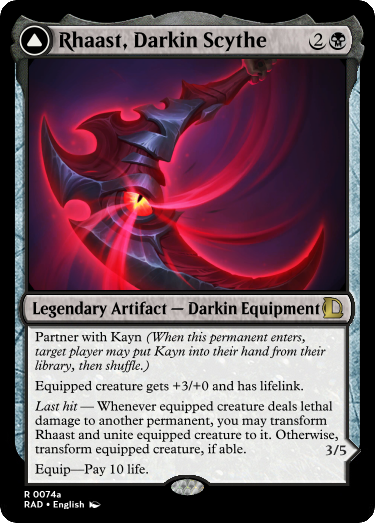 Rhaast, Darkin Scythe 2
Legendary Artifact — Darkin Equipment
Partner with Kayn (When this permanent enters,
target player may put Kayn into their hand from their
library, then shuffle.)
Equipped creature gets +3/+0 and has lifelink.
Last hit — Whenever equipped creature deals lethal
damage to another permanent, you may transform
Rhaast and unite equipped creature to it. Otherwise,
transform equipped creature, if able.
3/5
Equip—Pay 10 life.
R 0074a
RAD • English